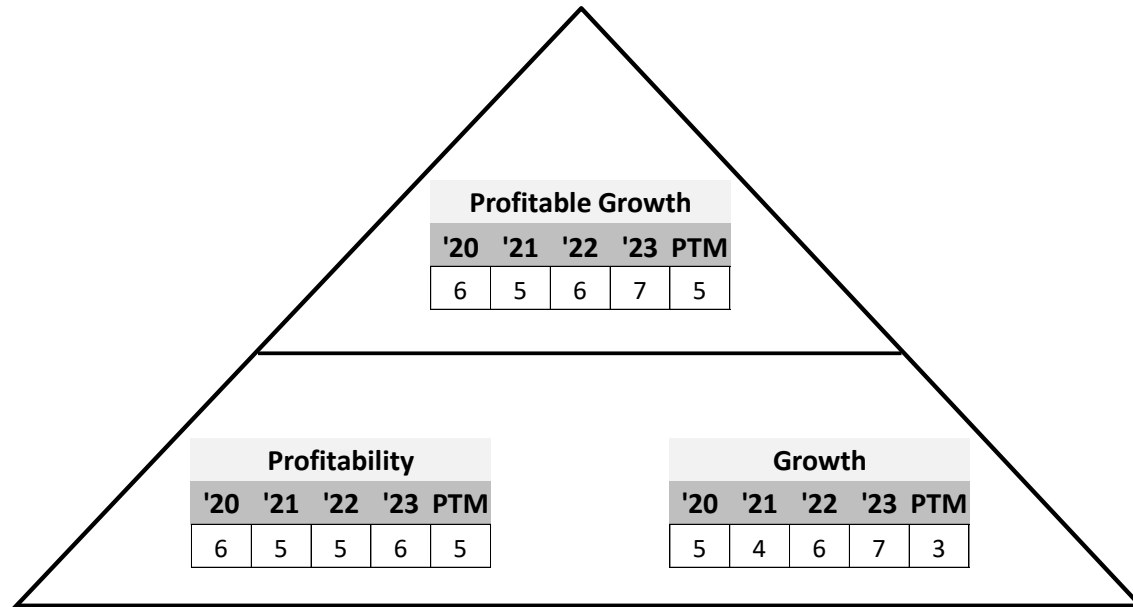 Profitable Growth
'20 '21 '22 '23 PTM
6 5 6 7 5
Profitability
'20 '21 '22 '23 PTM
6 5 5 6 5
Growth
'20 '21 '22 '23 PTM
5 4 6 7 3